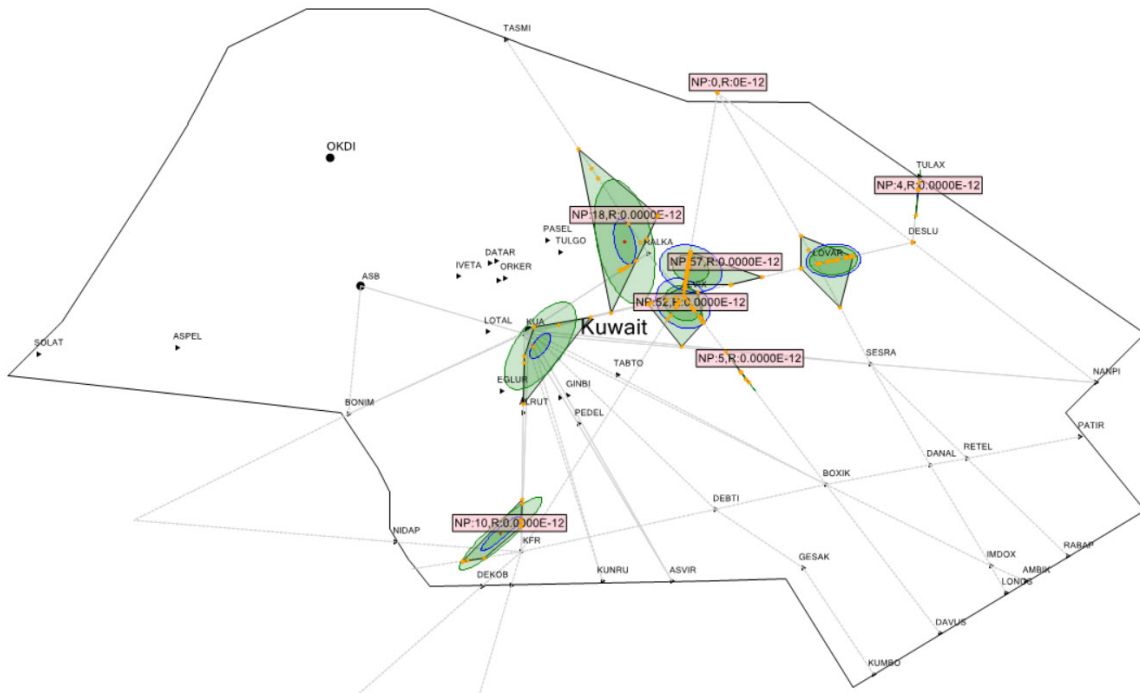 TASMI
NP:0,R:0E-12
OKDI
TULAX
NP:4,R:0.0000E-12
NP:18,R:0.0000E-12
PASEL
DESLU
TULGO
RALKA
LOVAR
DATAR
NP:57,R:0.0000E-12
IVETA
ORKER
ASB
NP:52,R:0.0000E-12
LOTAL
KUA
Kuwait
SOLAT
ASPEL
NP:5,R:0.0000E-12
SESRA
TABTO
NANPI
EGLUR
GINBI
BONIM
PEDEL
PATIR
RETEL
DANAL
BOXIK
DEBTI
NP:10,R:0.0000E-12
NIDAP
KFR
RABAP
GESAK
IMDOX
DEKOB
KUNRU
ASVIR
AMBIK
DAVUS
KUMBO